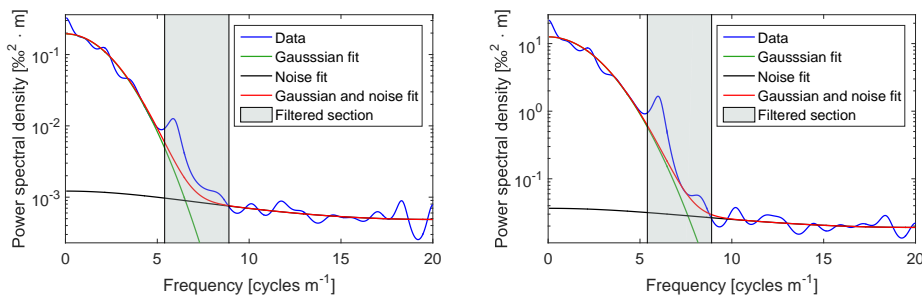 Power spectral density [‰² · m]
10⁻¹
10⁻²
10⁻³
Data
Gausssian fit
Noise fit
Gaussian and noise fit
Filtered section
0 5 10 15 20
Frequency [cycles m⁻¹]
Power spectral density [‰² · m]
10¹
10⁰
10⁻¹
Data
Gausssian fit
Noise fit
Gaussian and noise fit
Filtered section
0 5 10 15 20
Frequency [cycles m⁻¹]